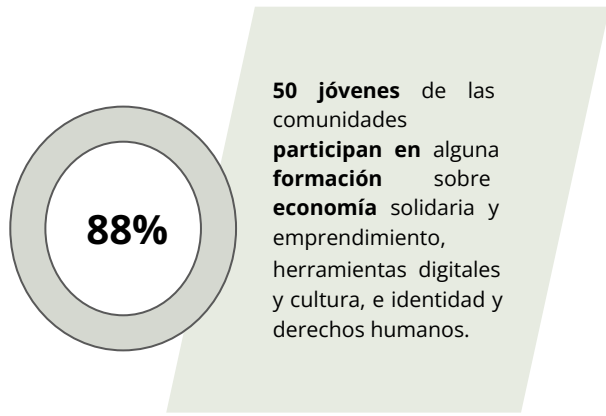 88%
50 jóvenes de las
comunidades
participan en alguna
formación sobre
economía solidaria y
emprendimiento,
herramientas digitales
y cultura, e identidad y
derechos humanos.